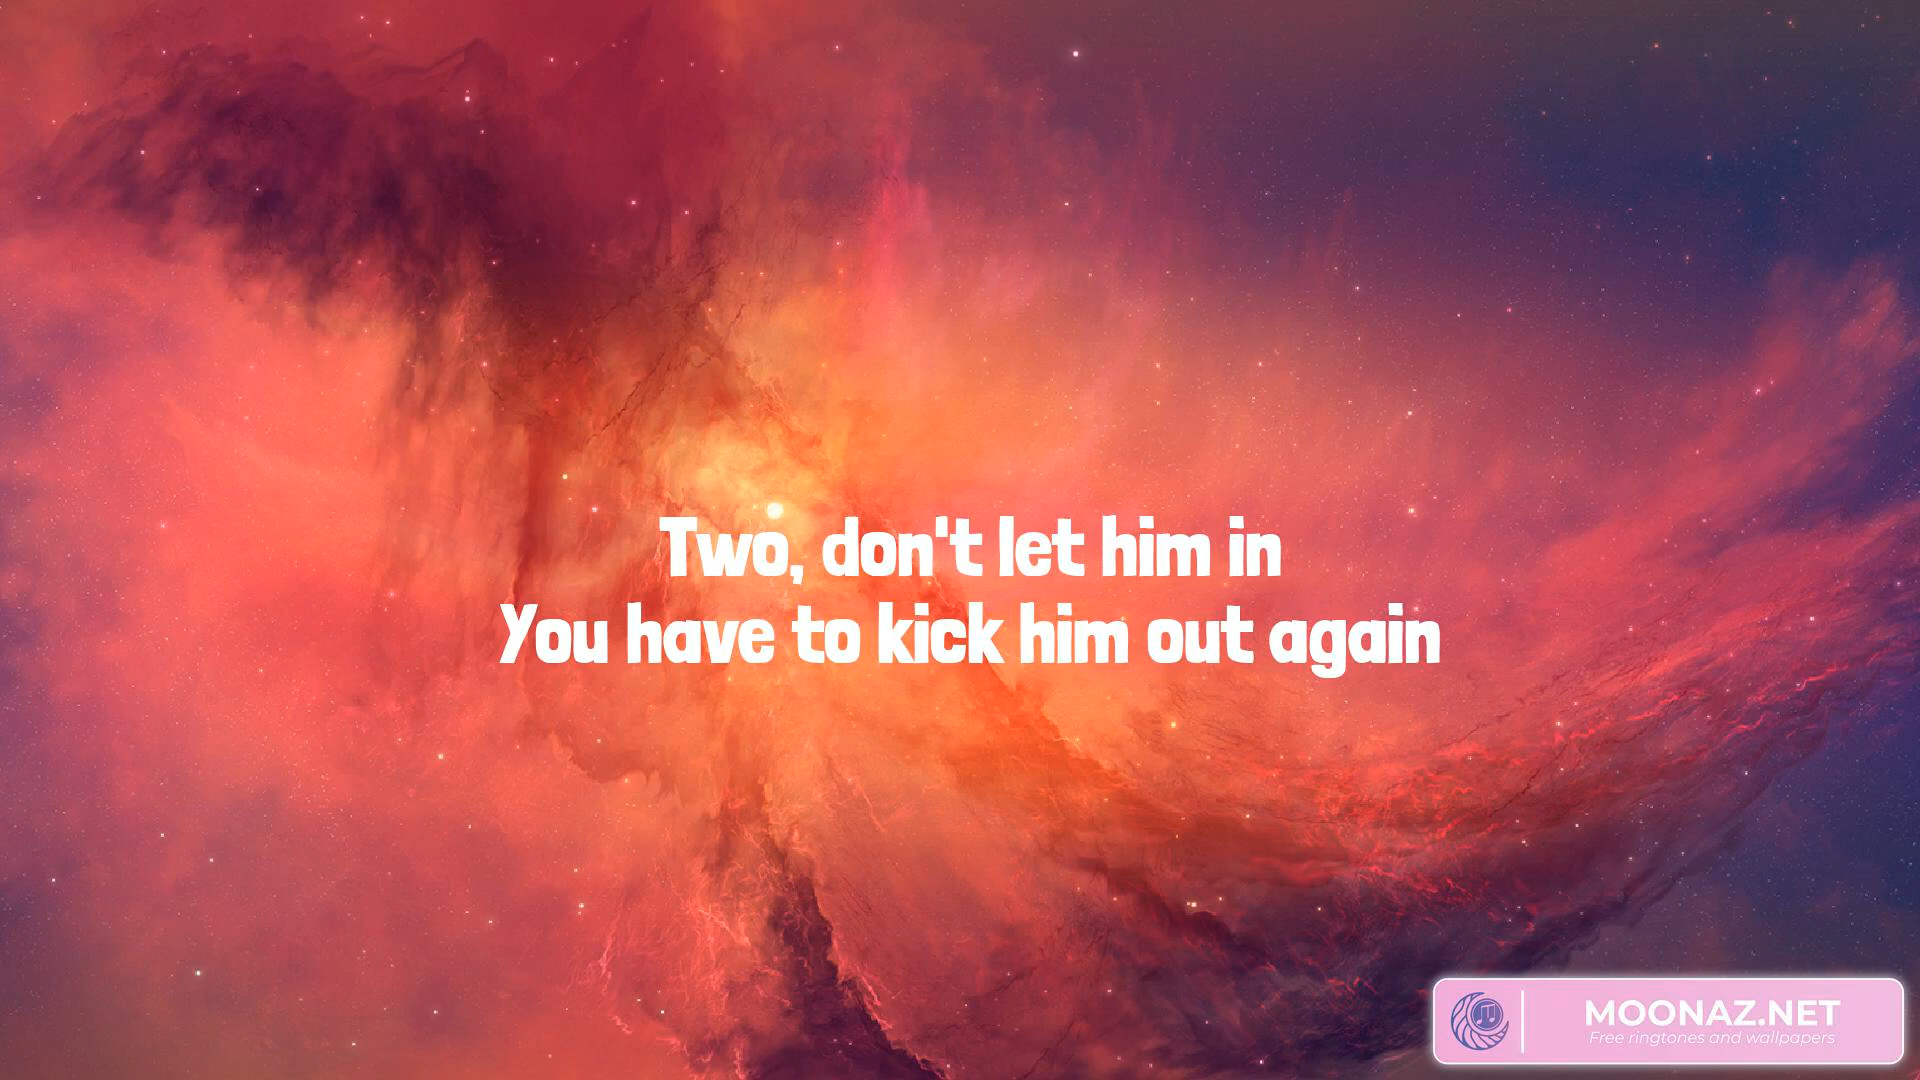 Two, don't let him in
You have to kick him out again
MOONAZ.NET
Free ringtones and wallpapers